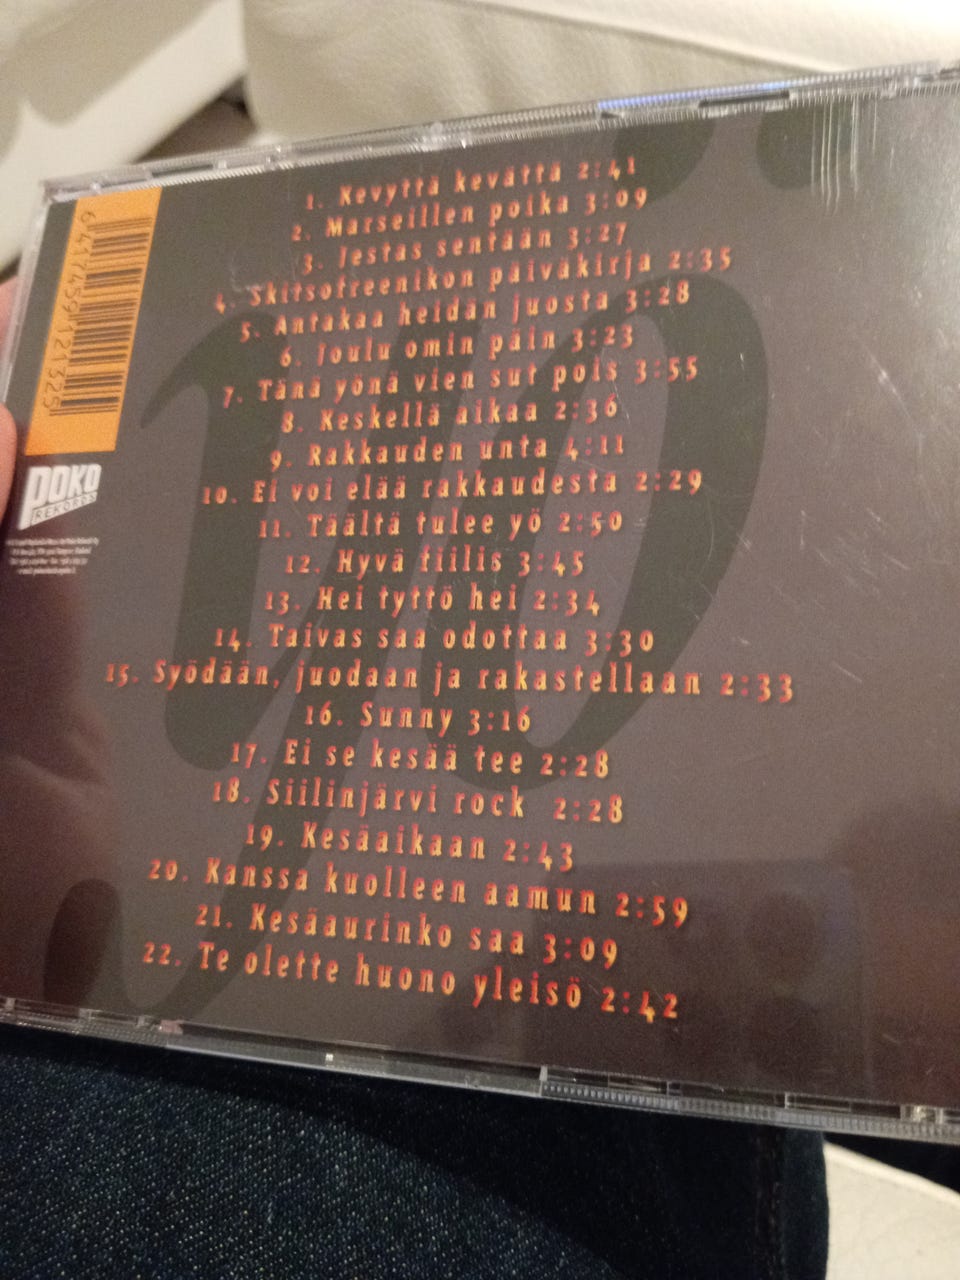 1. Kevyttä kevättä 2:41
2. Marseillen poika 3:09
3. Jestas sentään 3:27
4. Skitsofreenikon päiväkirja 2:35
5. Antakaa heidän juosta 3:28
6. Joulu omin päin 3:23
7. Tänä yönä vien sut pois 3:55
8. Keskellä aikaa 2:36
9. Rakkauden unta 4:11
10. Ei voi elää rakkaudesta 2:29
11. Täältä tulee yö 2:50
12. Hyvä fiilis 3:45
13. Hei tyttö hei 2:34
14. Taivas saa odottaa 3:30
15. Syödään, juodaan ja rakastellaan 2:33
16. Sunny 3:16
17. Ei se kesää tee 2:28
18. Siilinjärvi rock 2:28
19. Kesäaikaan 2:43
20. Kanssa kuolleen aamun 2:59
21. Kesäaurinko saa 3:09
22. Te olette huono yleisö 2:42
yö
6 417459 121325
POKO
REKORDS